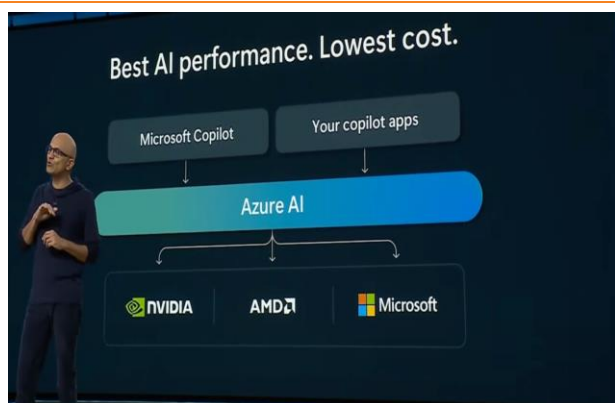 Best AI performance. Lowest cost.
Microsoft Copilot
Your copilot apps
Azure AI
NVIDIA
AMD
Microsoft